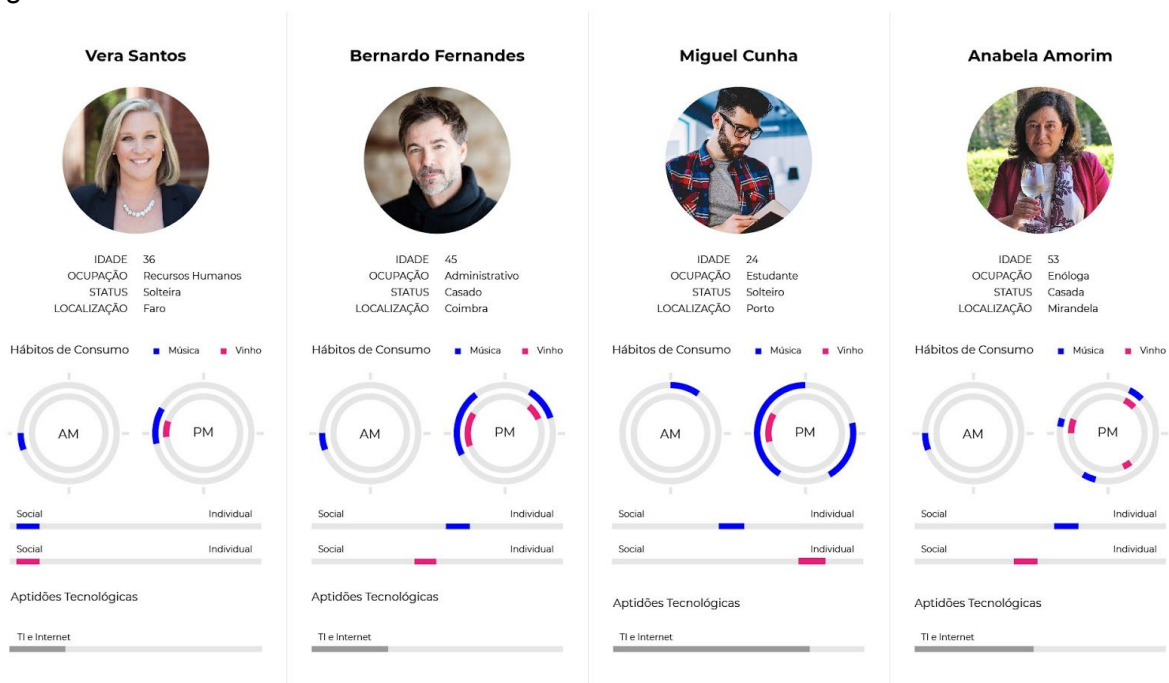 Vera Santos
IDADE 36
OCUPAÇÃO Recursos Humanos
STATUS Solteira
LOCALIZAÇÃO Faro
Hábitos de Consumo Música Vinho
AM PM
Social Individual
Social Individual
Aptidões Tecnológicas
TI e Internet
Bernardo Fernandes
IDADE 45
OCUPAÇÃO Administrativo
STATUS Casado
LOCALIZAÇÃO Coimbra
Hábitos de Consumo Música Vinho
AM PM
Social Individual
Social Individual
Aptidões Tecnológicas
TI e Internet
Miguel Cunha
IDADE 24
OCUPAÇÃO Estudante
STATUS Solteiro
LOCALIZAÇÃO Porto
Hábitos de Consumo Música Vinho
AM PM
Social Individual
Social Individual
Aptidões Tecnológicas
TI e Internet
Anabela Amorim
IDADE 53
OCUPAÇÃO Enóloga
STATUS Casada
LOCALIZAÇÃO Mirandela
Hábitos de Consumo Música Vinho
AM PM
Social Individual
Social Individual
Aptidões Tecnológicas
TI e Internet